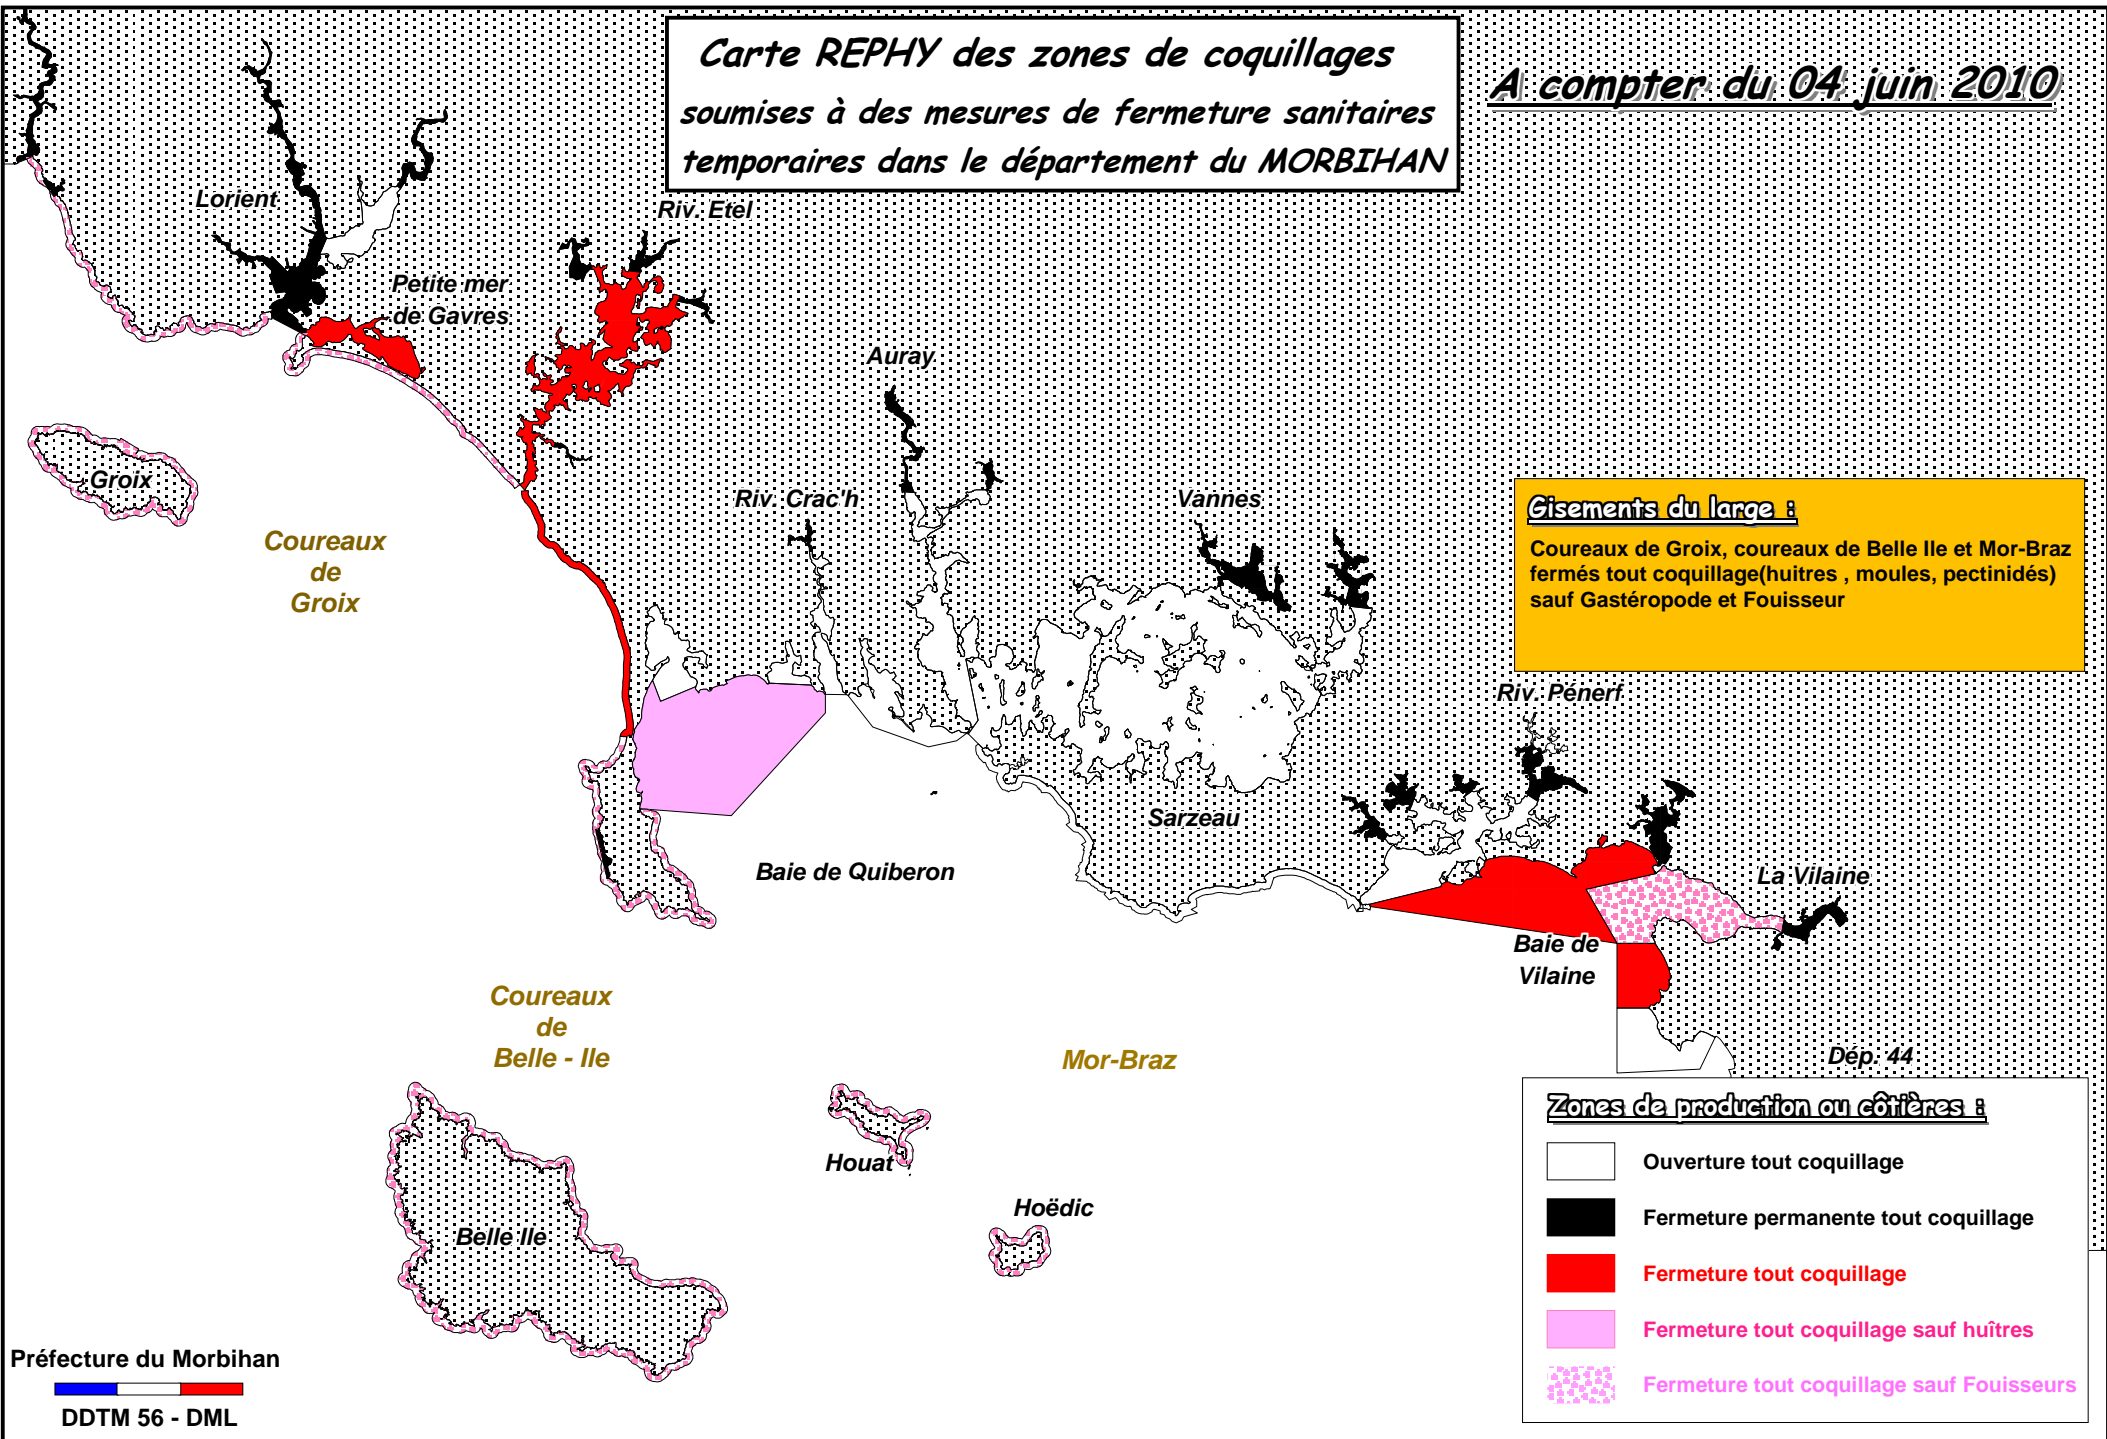 Carte REPHY des zones de coquillages
soumises à des mesures de fermeture sanitaires
temporaires dans le département du MORBIHAN
A compter du 04 juin 2010
Lorient
Riv. Etel
Petite mer
de Gavres
Auray
Groix
Riv. Crac'h
Vannes
Coureaux
de
Groix
Gisements du large :
Coureaux de Groix, coureaux de Belle Ile et Mor-Braz
fermés tout coquillage(huitres , moules, pectinidés)
sauf Gastéropode et Fouisseur
Riv. Pénerf
Sarzeau
Baie de Quiberon
La Vilaine
Baie de
Vilaine
Coureaux
de
Belle - Ile
Mor-Braz
Dép. 44
Houat
Hoëdic
Belle Ile
Zones de production ou côtières :
Ouverture tout coquillage
Fermeture permanente tout coquillage
Fermeture tout coquillage
Fermeture tout coquillage sauf huîtres
Fermeture tout coquillage sauf Fouisseurs
Préfecture du Morbihan
DDTM 56 - DML